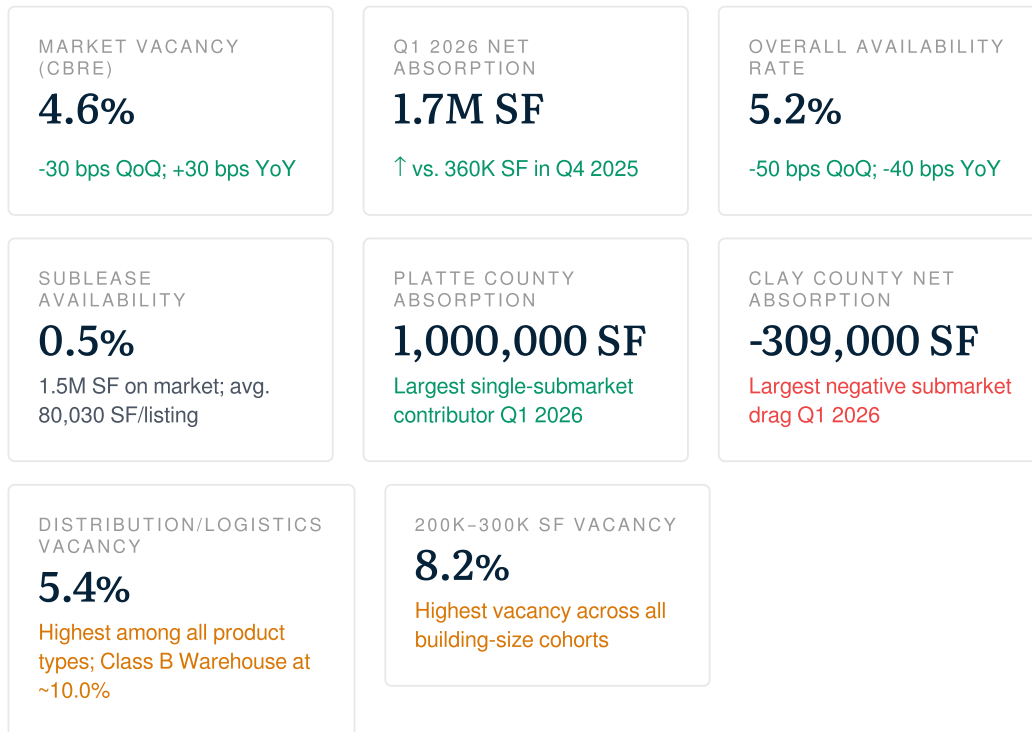 MARKET VACANCY
(CBRE)
4.6%
-30 bps QoQ; +30 bps YoY
Q1 2026 NET
ABSORPTION
1.7M SF
↑ vs. 360K SF in Q4 2025
OVERALL AVAILABILITY
RATE
5.2%
-50 bps QoQ; -40 bps YoY
SUBLEASE
AVAILABILITY
0.5%
1.5M SF on market; avg.
80,030 SF/listing
PLATTE COUNTY
ABSORPTION
1,000,000 SF
Largest single-submarket
contributor Q1 2026
CLAY COUNTY NET
ABSORPTION
-309,000 SF
Largest negative submarket
drag Q1 2026
DISTRIBUTION/LOGISTICS
VACANCY
5.4%
Highest among all product
types; Class B Warehouse at
~10.0%
200K–300K SF VACANCY
8.2%
Highest vacancy across all
building-size cohorts